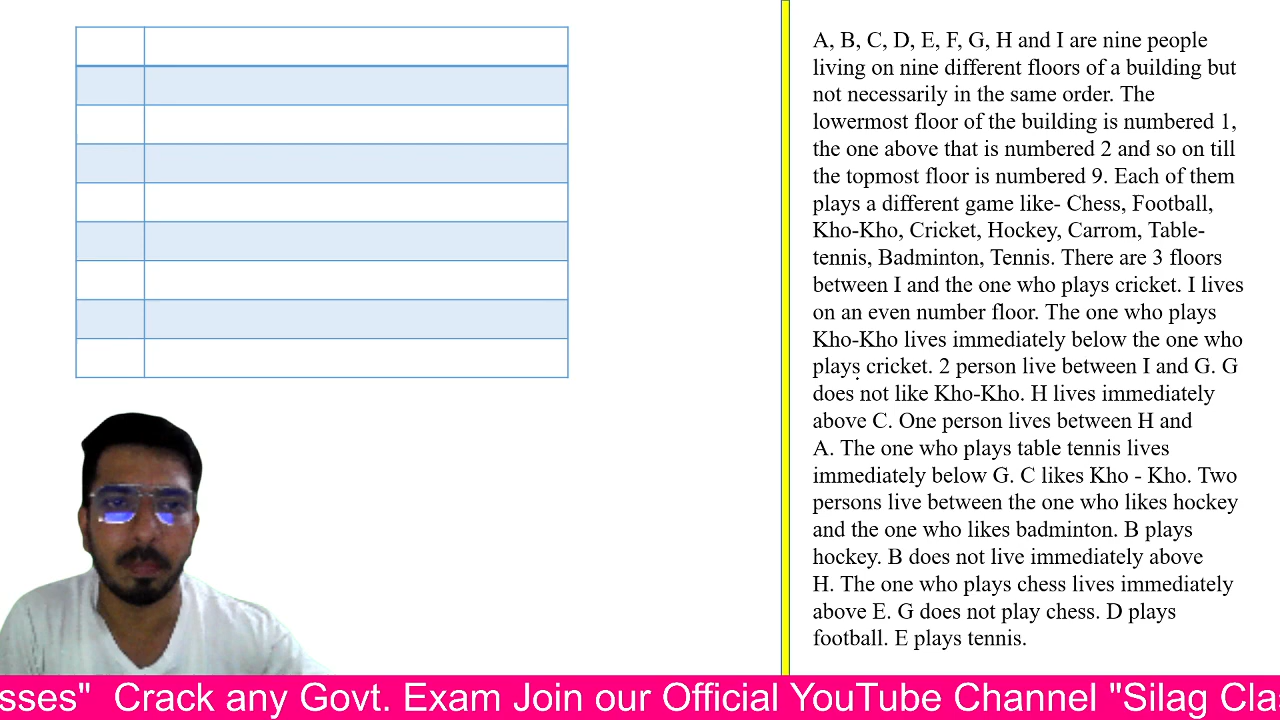 A, B, C, D, E, F, G, H and I are nine people
living on nine different floors of a building but
not necessarily in the same order. The
lowermost floor of the building is numbered 1,
the one above that is numbered 2 and so on till
the topmost floor is numbered 9. Each of them
plays a different game like- Chess, Football,
Kho-Kho, Cricket, Hockey, Carrom, Table-
tennis, Badminton, Tennis. There are 3 floors
between I and the one who plays cricket. I lives
on an even number floor. The one who plays
Kho-Kho lives immediately below the one who
plays cricket. 2 person live between I and G. G
does not like Kho-Kho. H lives immediately
above C. One person lives between H and
A. The one who plays table tennis lives
immediately below G. C likes Kho - Kho. Two
persons live between the one who likes hockey
and the one who likes badminton. B plays
hockey. B does not live immediately above
H. The one who plays chess lives immediately
above E. G does not play chess. D plays
football. E plays tennis.
sses" Crack any Govt. Exam Join our Official YouTube Channel "Silag Cla